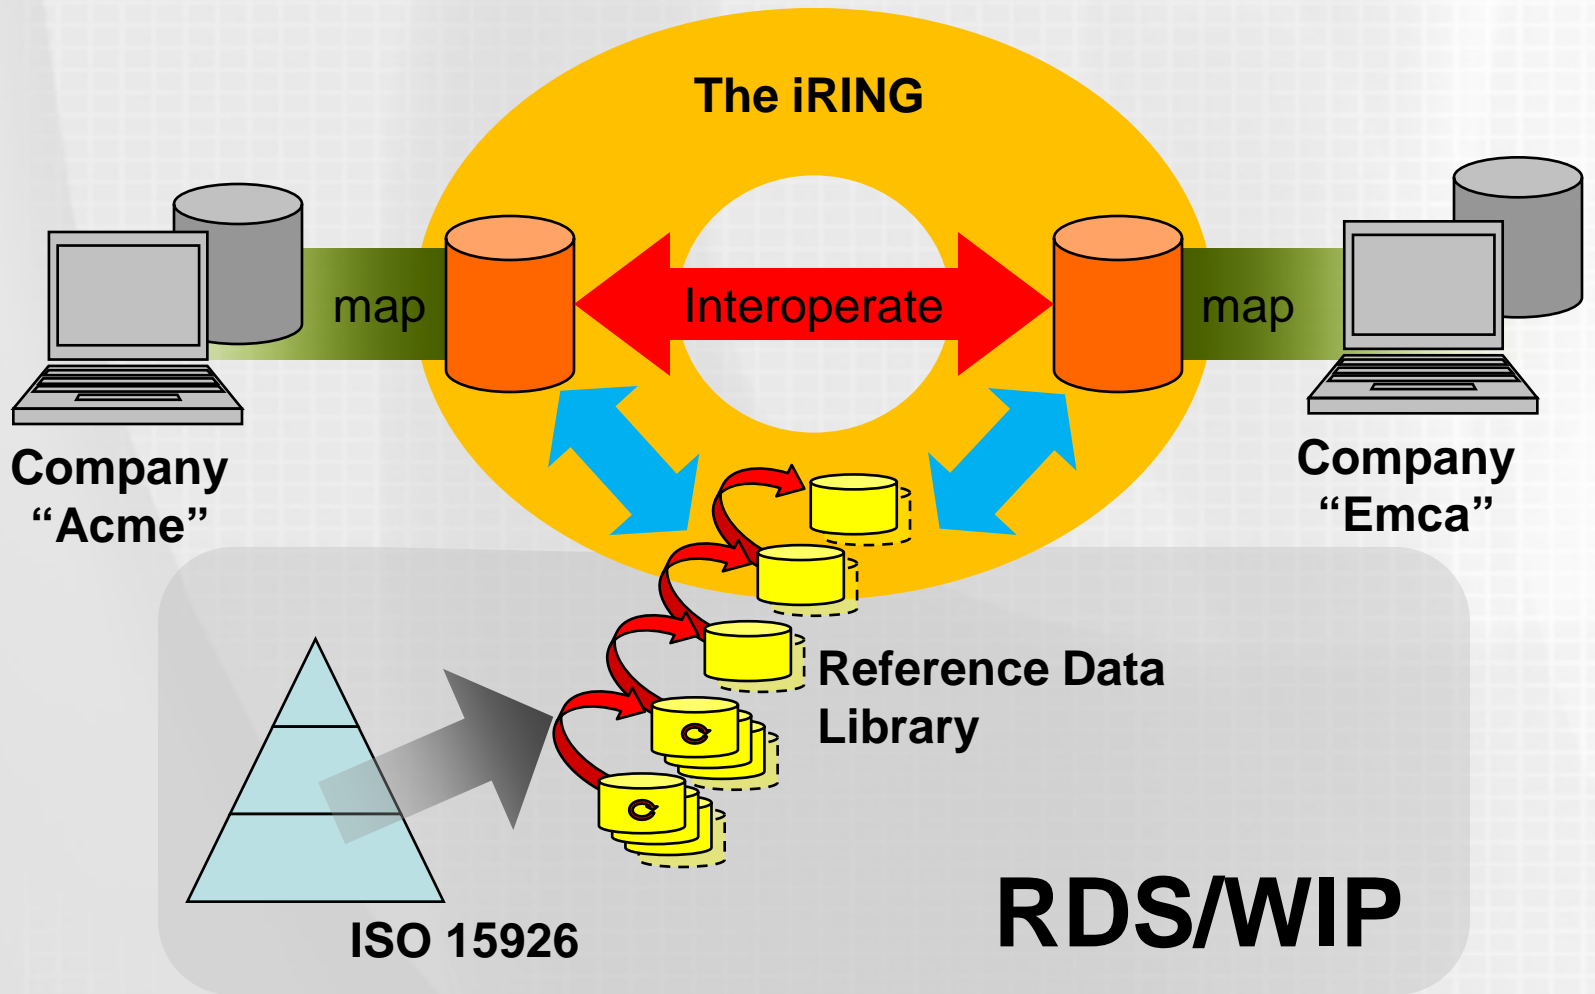 The iRING
map
Interoperate
map
Company
“Acme”
Company
“Emca”
Reference Data
Library
ISO 15926
RDS/WIP